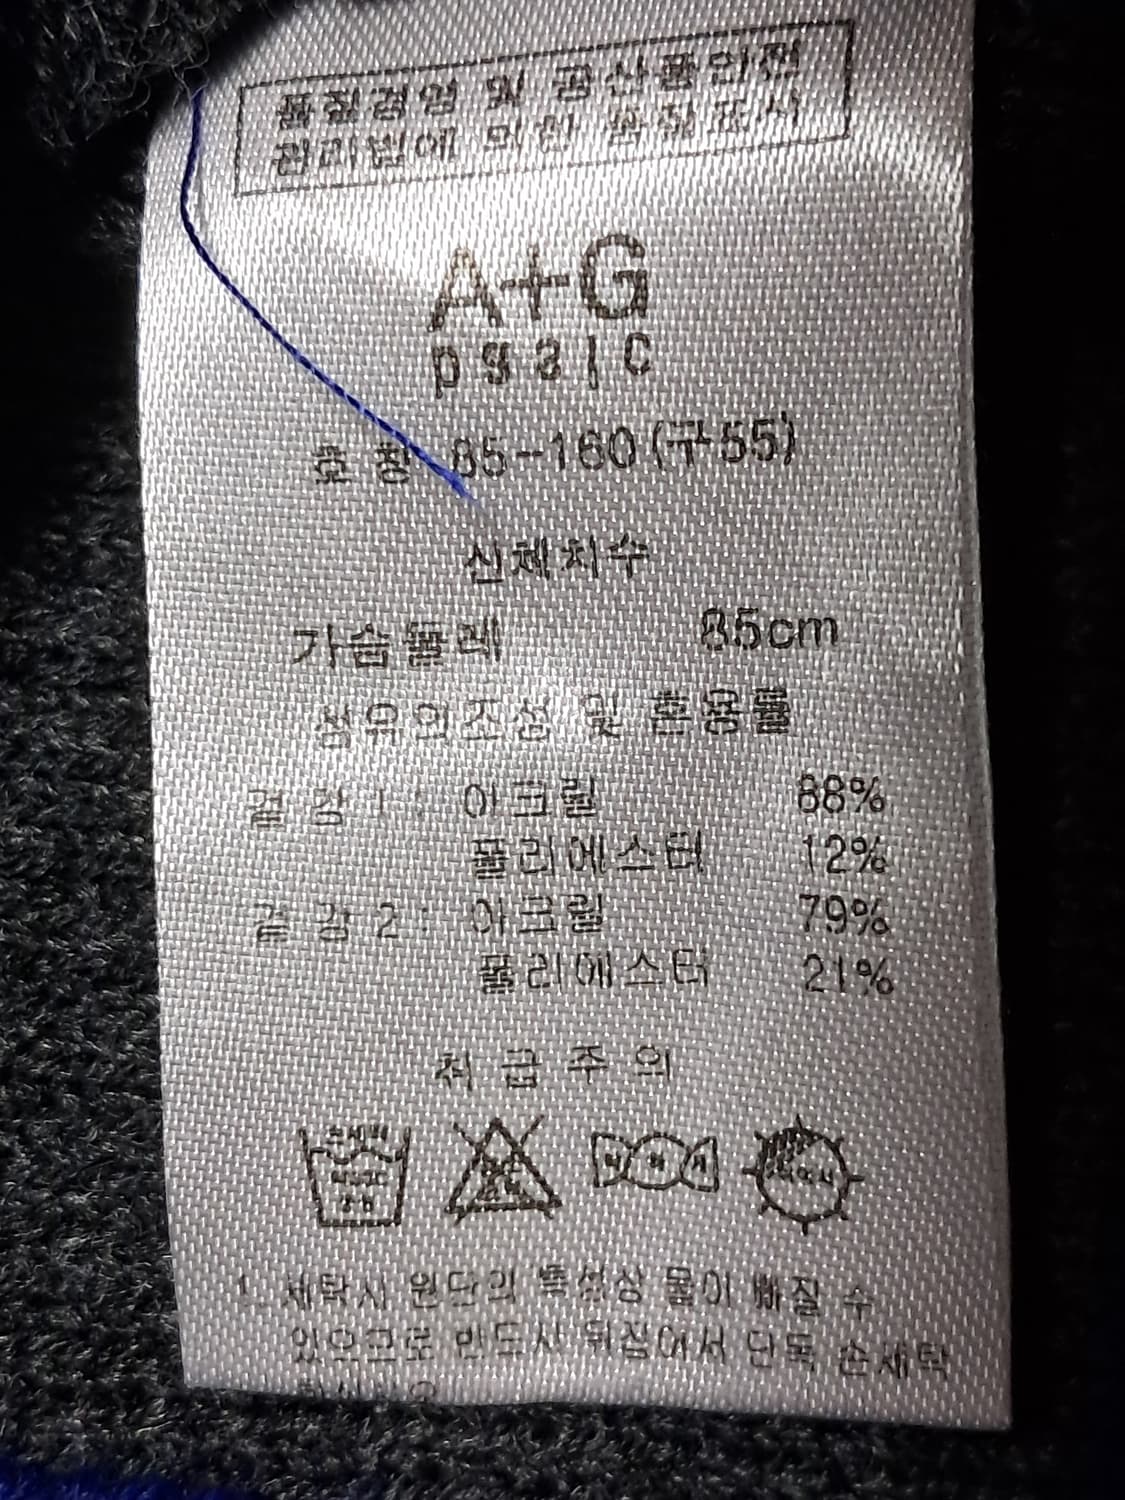 품질경영 및 공산품안전
관리법에 의한 품질표시
A+G
호 칭 85-160(구55)
신체치수
가슴둘레 85cm
섬유의조성 및 혼용률
겉 감 1 : 아크릴 88%
폴리에스터 12%
겉 감 2 : 아크릴 79%
폴리에스터 21%
취 급 주 의
손세탁
1. 세탁시 원단의 특성상 물이 빠질 수
있으므로 반드시 뒤집어서 단독 손세탁